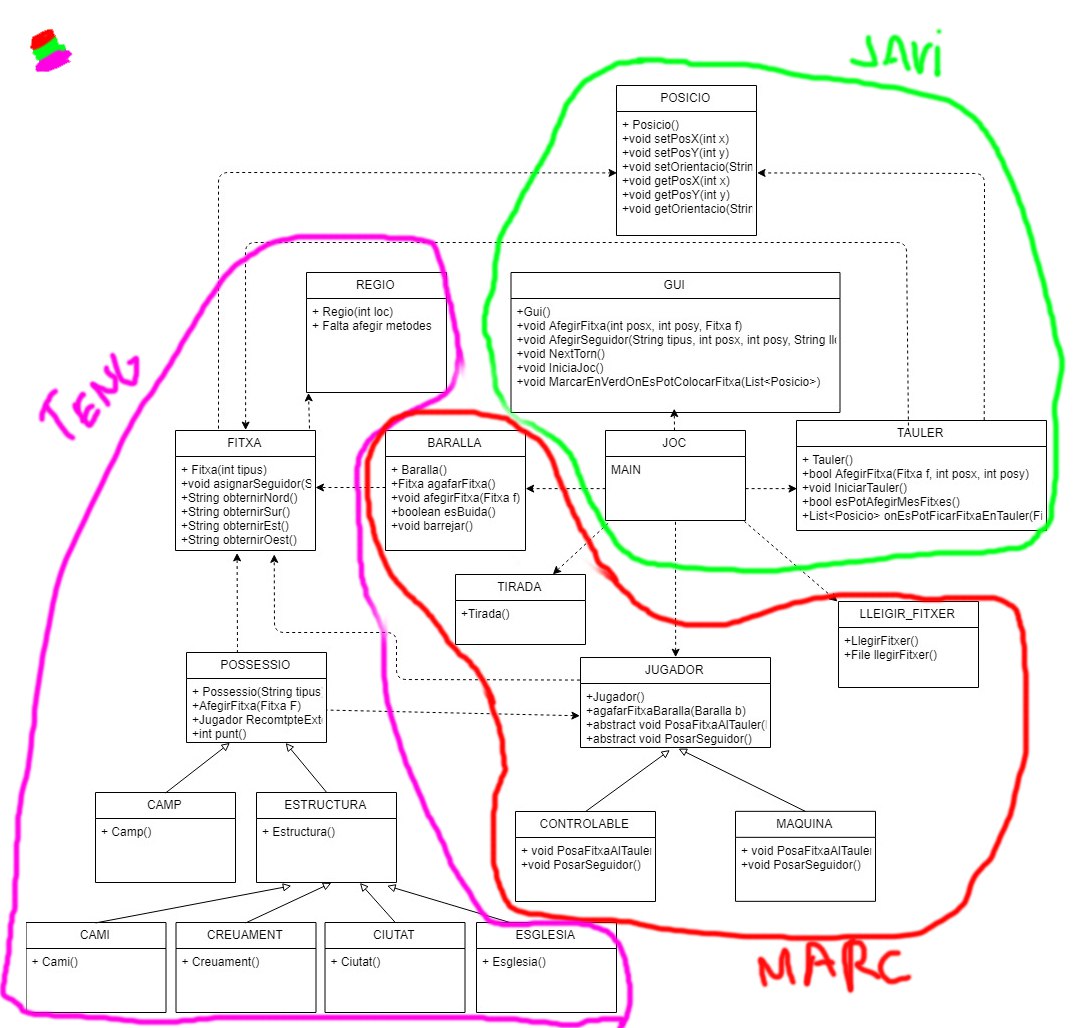 JAVi
POSICIO
+ Posicio()
+void setPosX(int x)
+void setPosY(int y)
+void setOrientacio(Strin
+void getPosX(int x)
+void getPosY(int y)
+void getOrientacio(Strin
REGIO
+ Regio(int loc)
+ Falta afegir metodes
GUI
+Gui()
+void AfegirFitxa(int posx, int posy, Fitxa f)
+void AfegirSeguidor(String tipus, int posx, int posy, String llo
+void NextTorn()
+void IniciaJoc()
+void MarcarEnVerdOnEsPotColocarFitxa(List<Posicio>)
TENG
FITXA
+ Fitxa(int tipus)
+void asignarSeguidor(S
+String obternirNord()
+String obternirSur()
+String obternirEst()
+String obternirOest()
BARALLA
+ Baralla()
+Fitxa agafarFitxa()
+void afegirFitxa(Fitxa f)
+boolean esBuida()
+void barrejar()
JOC
MAIN
TAULER
+ Tauler()
+bool AfegirFitxa(Fitxa f, int posx, int posy)
+void IniciarTauler()
+bool esPotAfegirMesFitxes()
+List<Posicio> onEsPotFicarFitxaEnTauler(Fi
TIRADA
+Tirada()
LLEIGIR_FITXER
+LlegirFitxer()
+File llegirFitxer()
POSSESSIO
+ Possessio(String tipus
+AfegirFitxa(Fitxa F)
+Jugador RecomtpteExt
+int punt()
JUGADOR
+Jugador()
+agafarFitxaBaralla(Baralla b)
+abstract void PosaFitxaAlTauler(
+abstract void PosarSeguidor()
CAMP
+ Camp()
ESTRUCTURA
+ Estructura()
CONTROLABLE
+ void PosaFitxaAlTauler
+void PosarSeguidor()
MAQUINA
+ void PosaFitxaAlTauler
+void PosarSeguidor()
CAMI
+ Cami()
CREUAMENT
+ Creuament()
CIUTAT
+ Ciutat()
ESGLESIA
+ Esglesia()
MARC